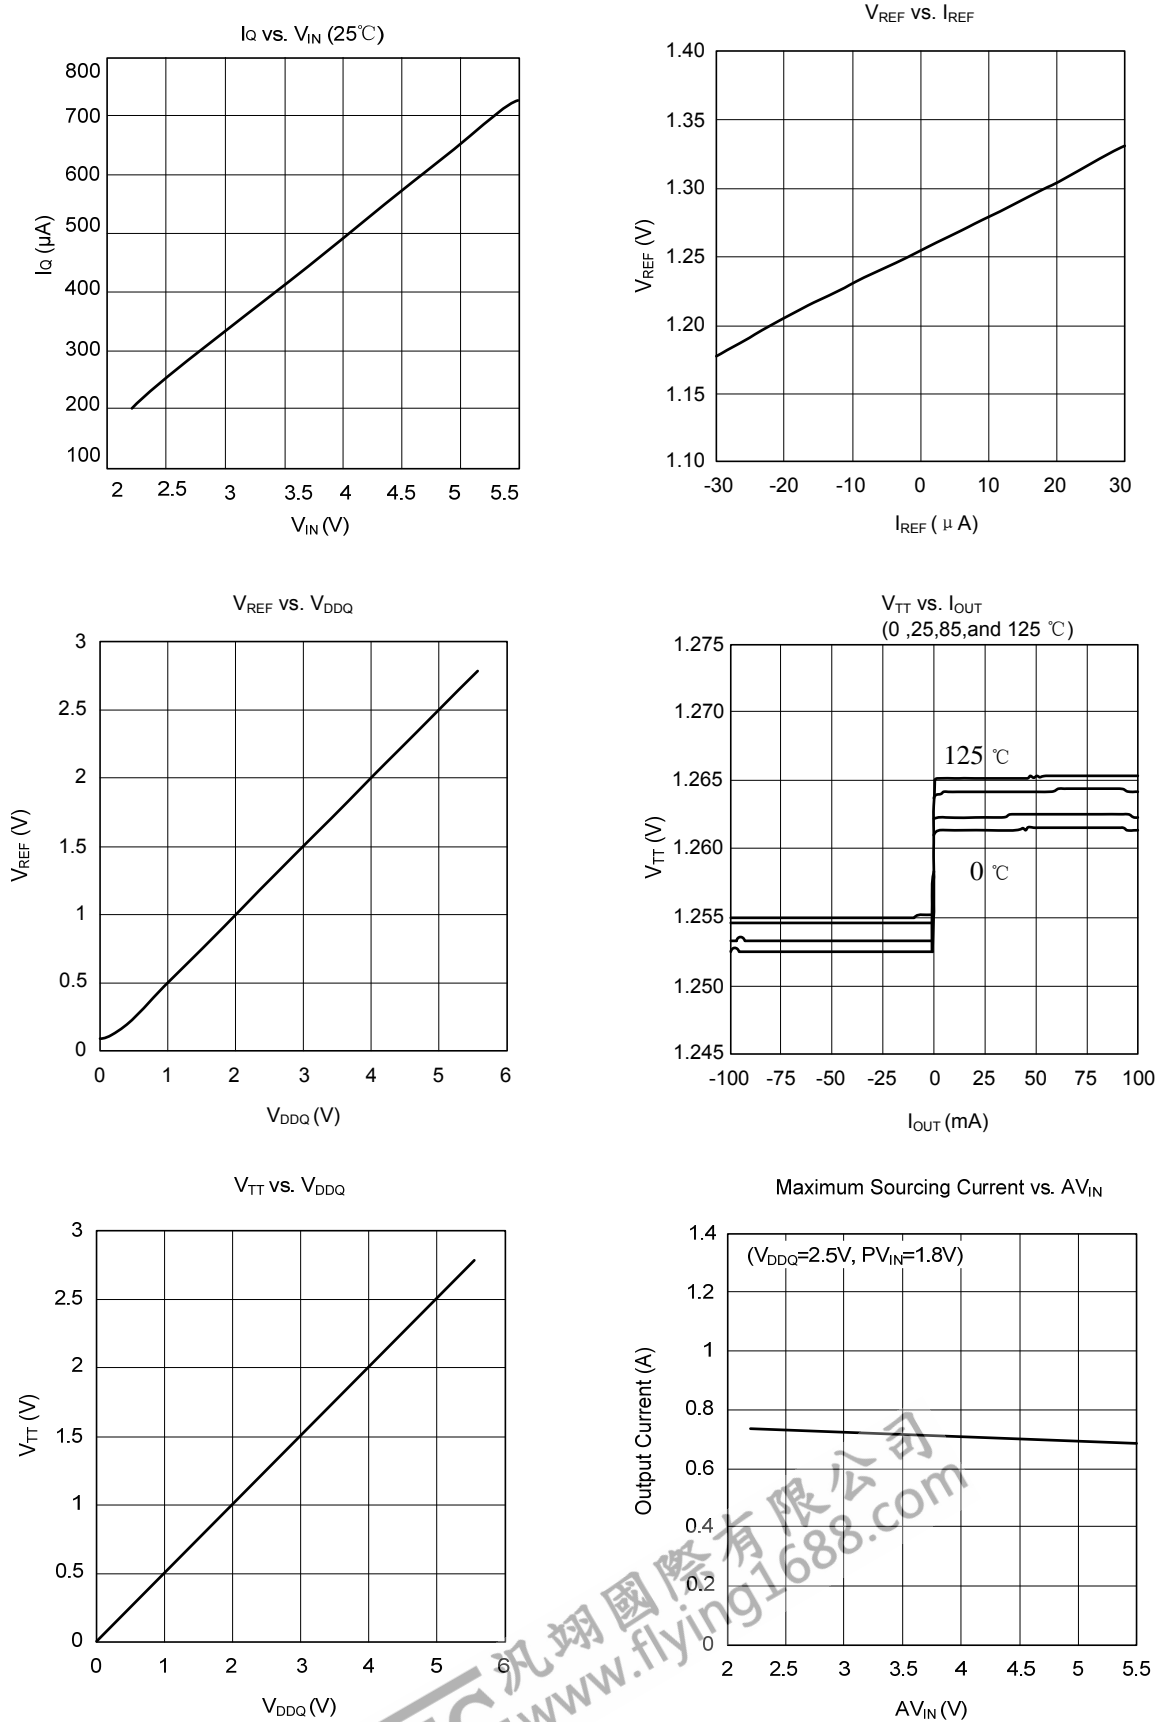 IQ vs. VIN (25℃)
800
700
600
500
400
300
200
100
IQ (μA)
2 2.5 3 3.5 4 4.5 5 5.5
VIN (V)
VREF vs. IREF
1.40
1.35
1.30
1.25
1.20
1.15
1.10
VREF (V)
-30 -20 -10 0 10 20 30
IREF ( μ A)
VREF vs. VDDQ
3
2.5
2
1.5
1
0.5
0
VREF (V)
0 1 2 3 4 5 6
VDDQ (V)
VTT vs. IOUT
(0 ,25,85,and 125 ℃)
1.275
1.270
1.265
1.260
1.255
1.250
1.245
VTT (V)
125 ℃
0 ℃
-100 -75 -50 -25 0 25 50 75 100
IOUT (mA)
VTT vs. VDDQ
3
2.5
2
1.5
1
0.5
0
VTT (V)
0 1 2 3 4 5 6
VDDQ (V)
Maximum Sourcing Current vs. AVIN
(VDDQ=2.5V, PVIN=1.8V)
1.4
1.2
1
0.8
0.6
0.4
0.2
0
Output Current (A)
2 2.5 3 3.5 4 4.5 5 5.5
AVIN (V)
汎翊國際有限公司
www.flying1688.com